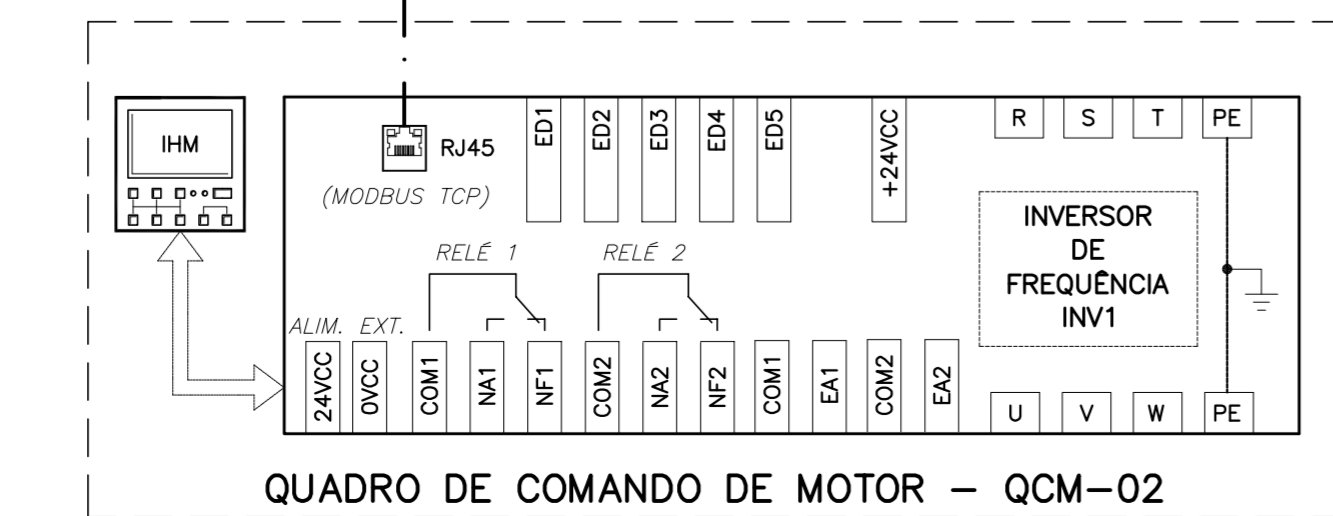 IHM
RJ45
(MODBUS TCP)
ED1
ED2
ED3
ED4
ED5
+24VCC
R
S
T
PE
INVERSOR
DE
FREQUÊNCIA
INV1
RELÉ 1
RELÉ 2
ALIM. EXT.
24VCC
0VCC
COM1
NA1
NF1
COM2
NA2
NF2
COM1
EA1
COM2
EA2
U
V
W
PE
QUADRO DE COMANDO DE MOTOR – QCM–02